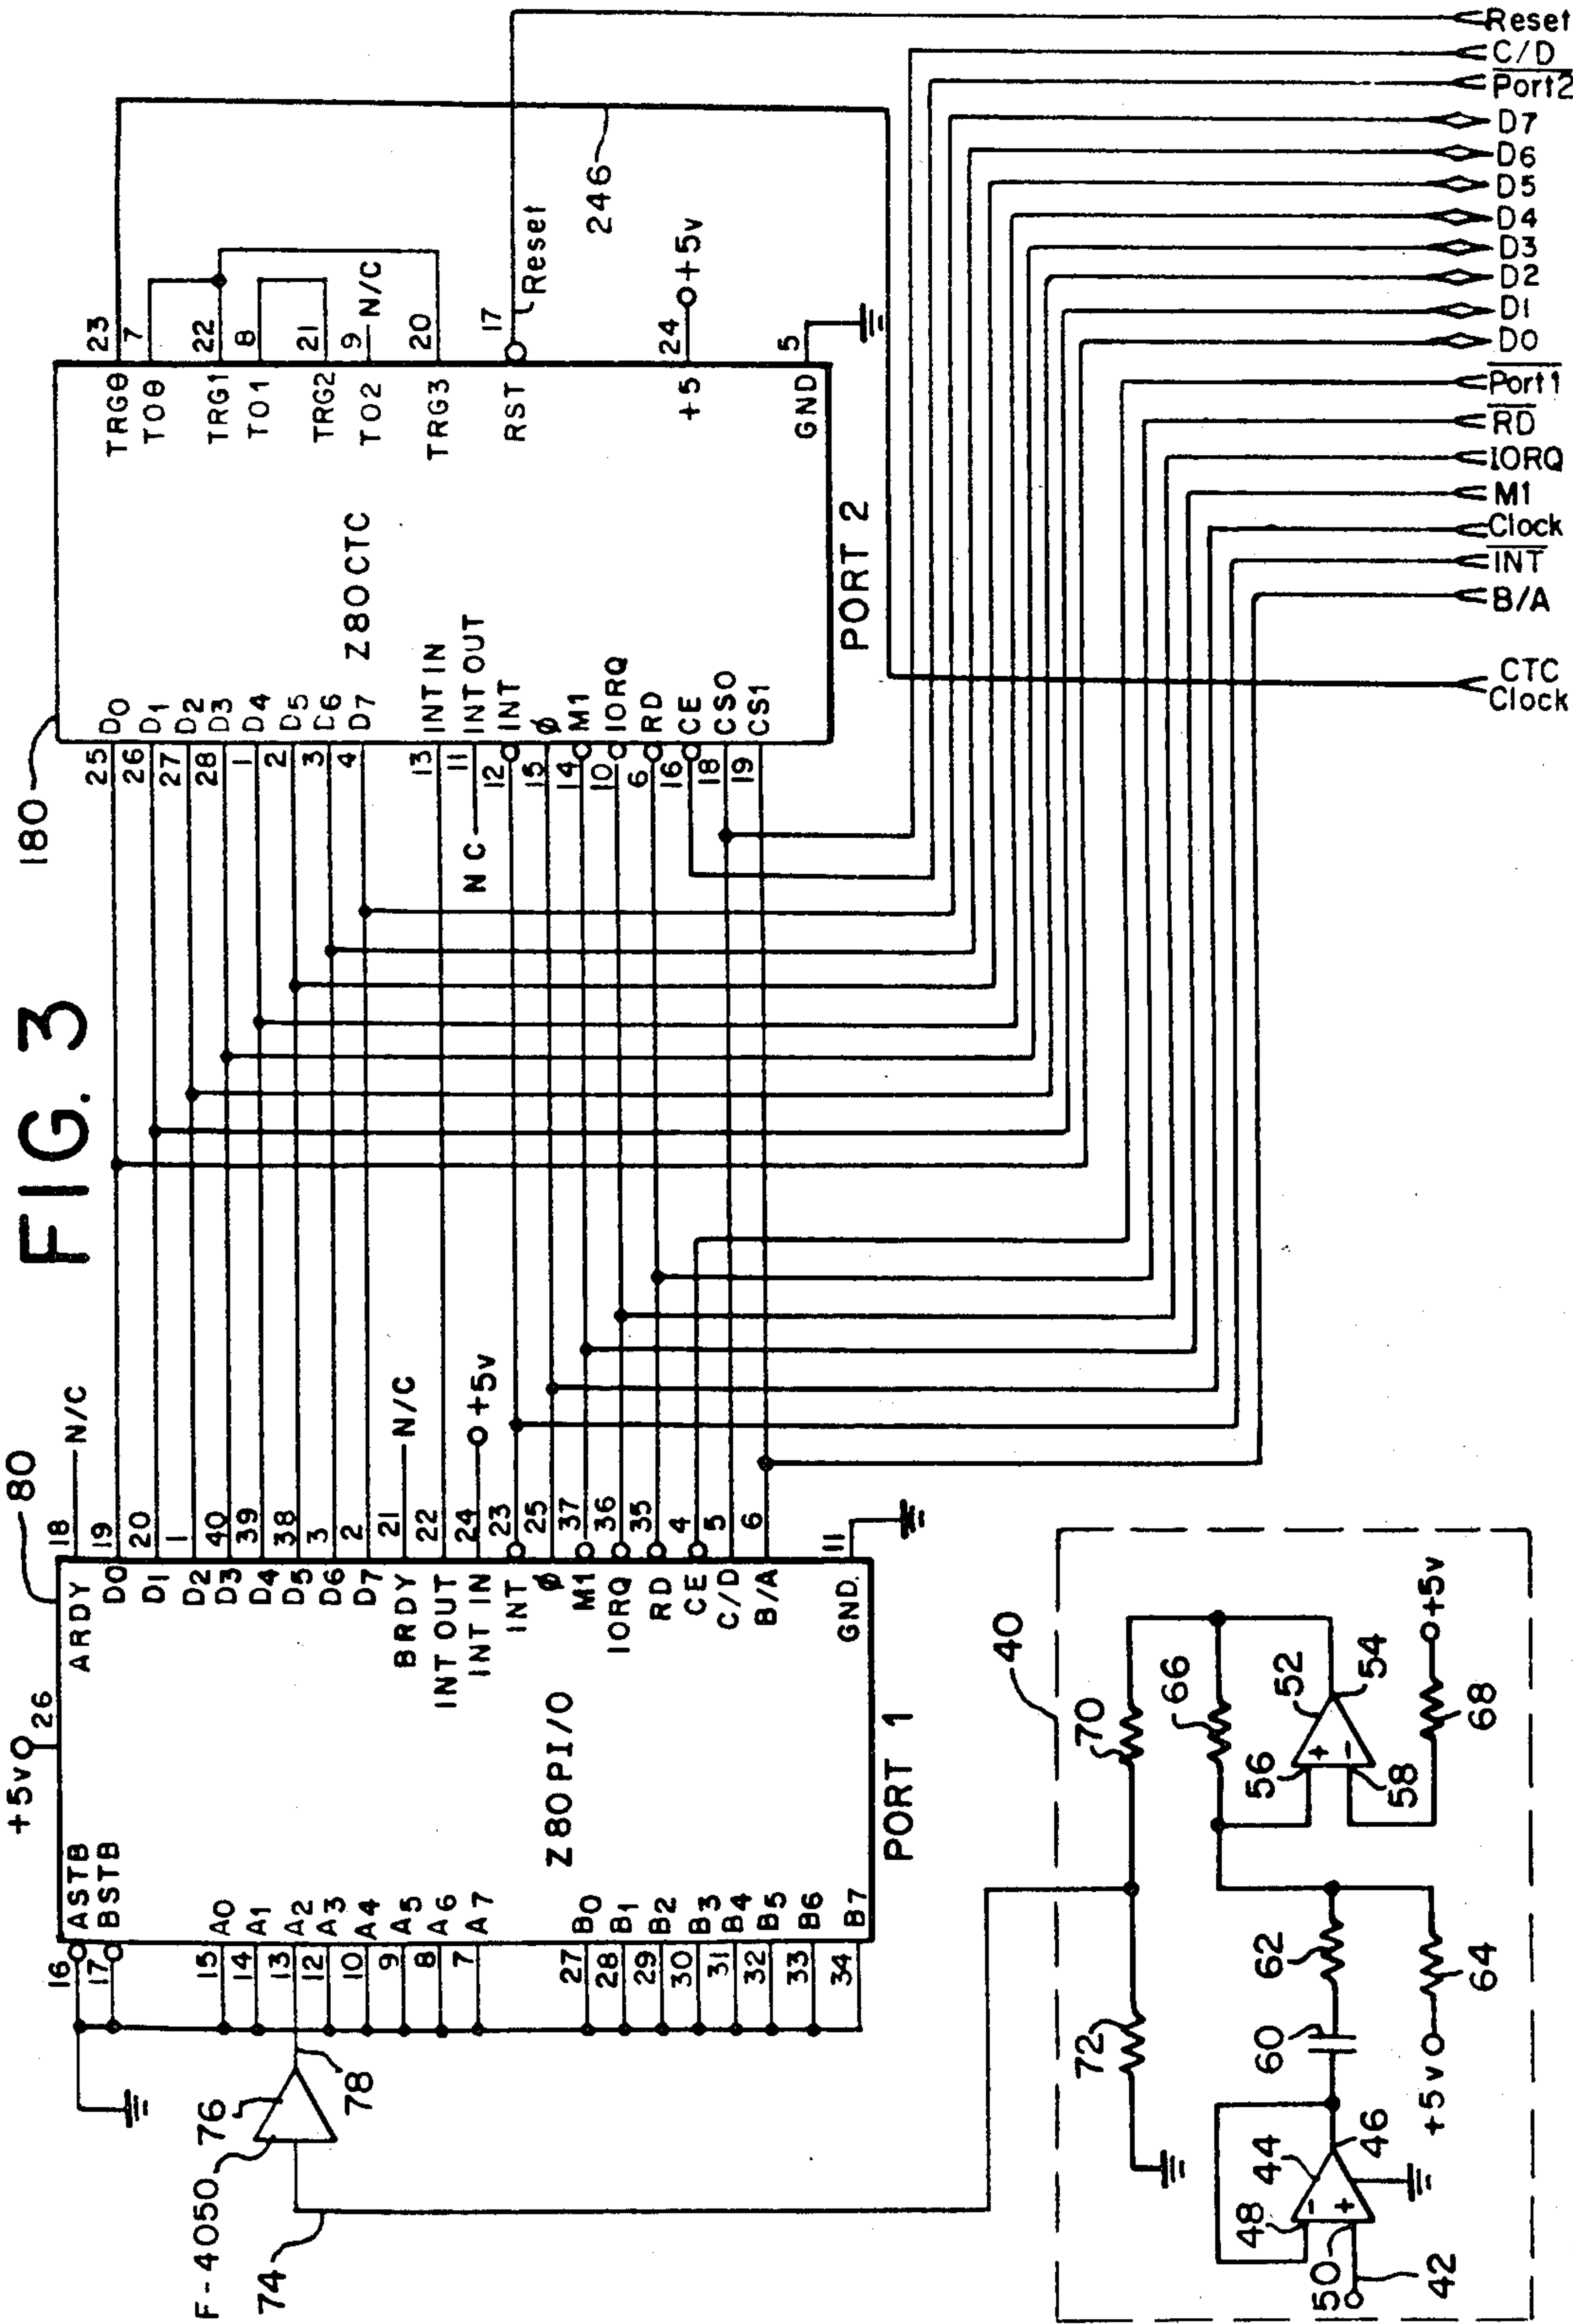 FIG. 3
180
80
246
Reset
C/D
Port2
D7
D6
D5
D4
D3
D2
D1
D0
Port1
RD
IORQ
M1
Clock
INT
B/A
CTC
Clock
Z80CTC
PORT 2
23 TRG0
7 TO0
22 TRG1
8 TO1
21 TRG2
9 TO2
N/C
20 TRG3
17 RST
Reset
24 +5
+5v
5 GND
25 D0
26 D1
27 D2
28 D3
1 D4
2 D5
3 D6
4 D7
13 INT IN
11 INTOUT
N C
12 INT
15 Ø
14 M1
10 IORQ
6 RD
16 CE
18 CS0
19 CS1
Z80PI/O
PORT 1
+5v
26
18 ARDY
N/C
19 D0
20 D1
1 D2
40 D3
39 D4
38 D5
3 D6
2 D7
21 BRDY
N/C
22 INT OUT
24 INT IN
+5v
23 INT
25 Ø
37 M1
36 IORQ
35 RD
4 CE
5 C/D
6 B/A
11 GND.
16 ASTB
17 BSTB
15 A0
14 A1
13 A2
12 A3
10 A4
9 A5
8 A6
7 A7
27 B0
28 B1
29 B2
30 B3
31 B4
32 B5
33 B6
34 B7
F-4050
76
78
74
40
70
72
66
52
54
56
+
-
58
68
+5v
62
60
64
+5v
44
46
48
-
+
50
42